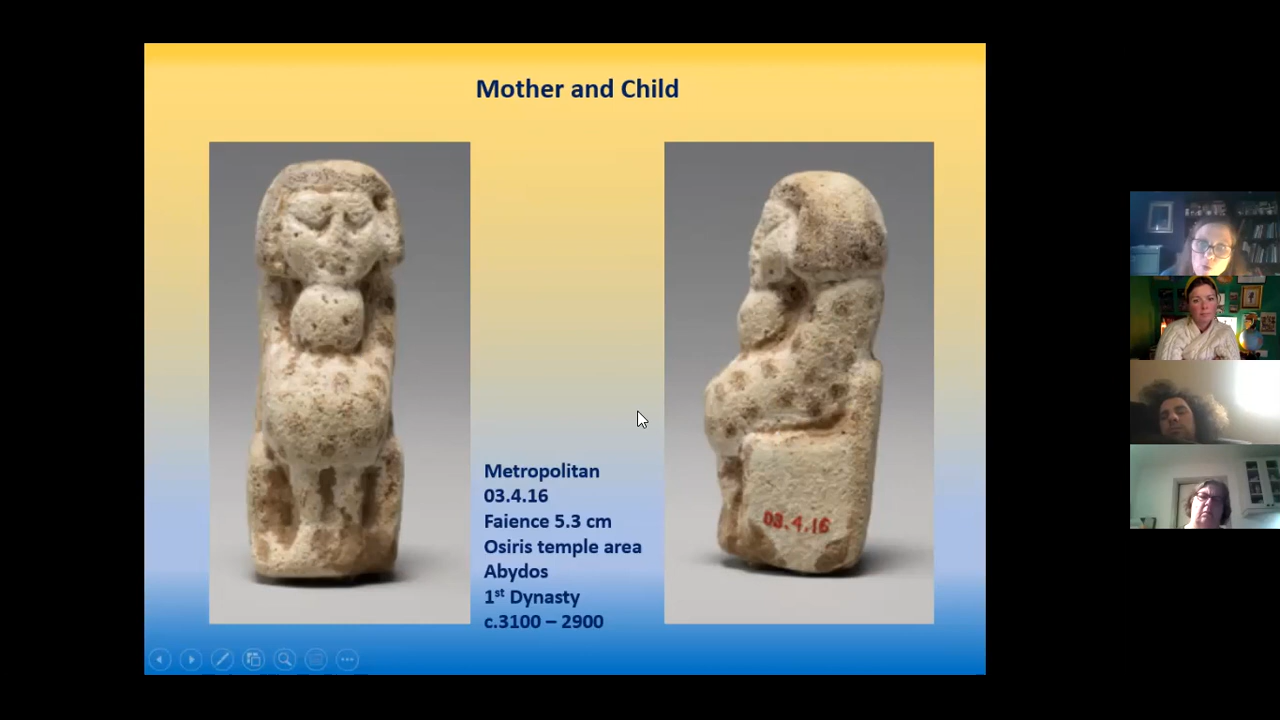 Mother and Child
Metropolitan
03.4.16
Faience 5.3 cm
Osiris temple area
Abydos
1st Dynasty
c.3100 – 2900
03.4.16